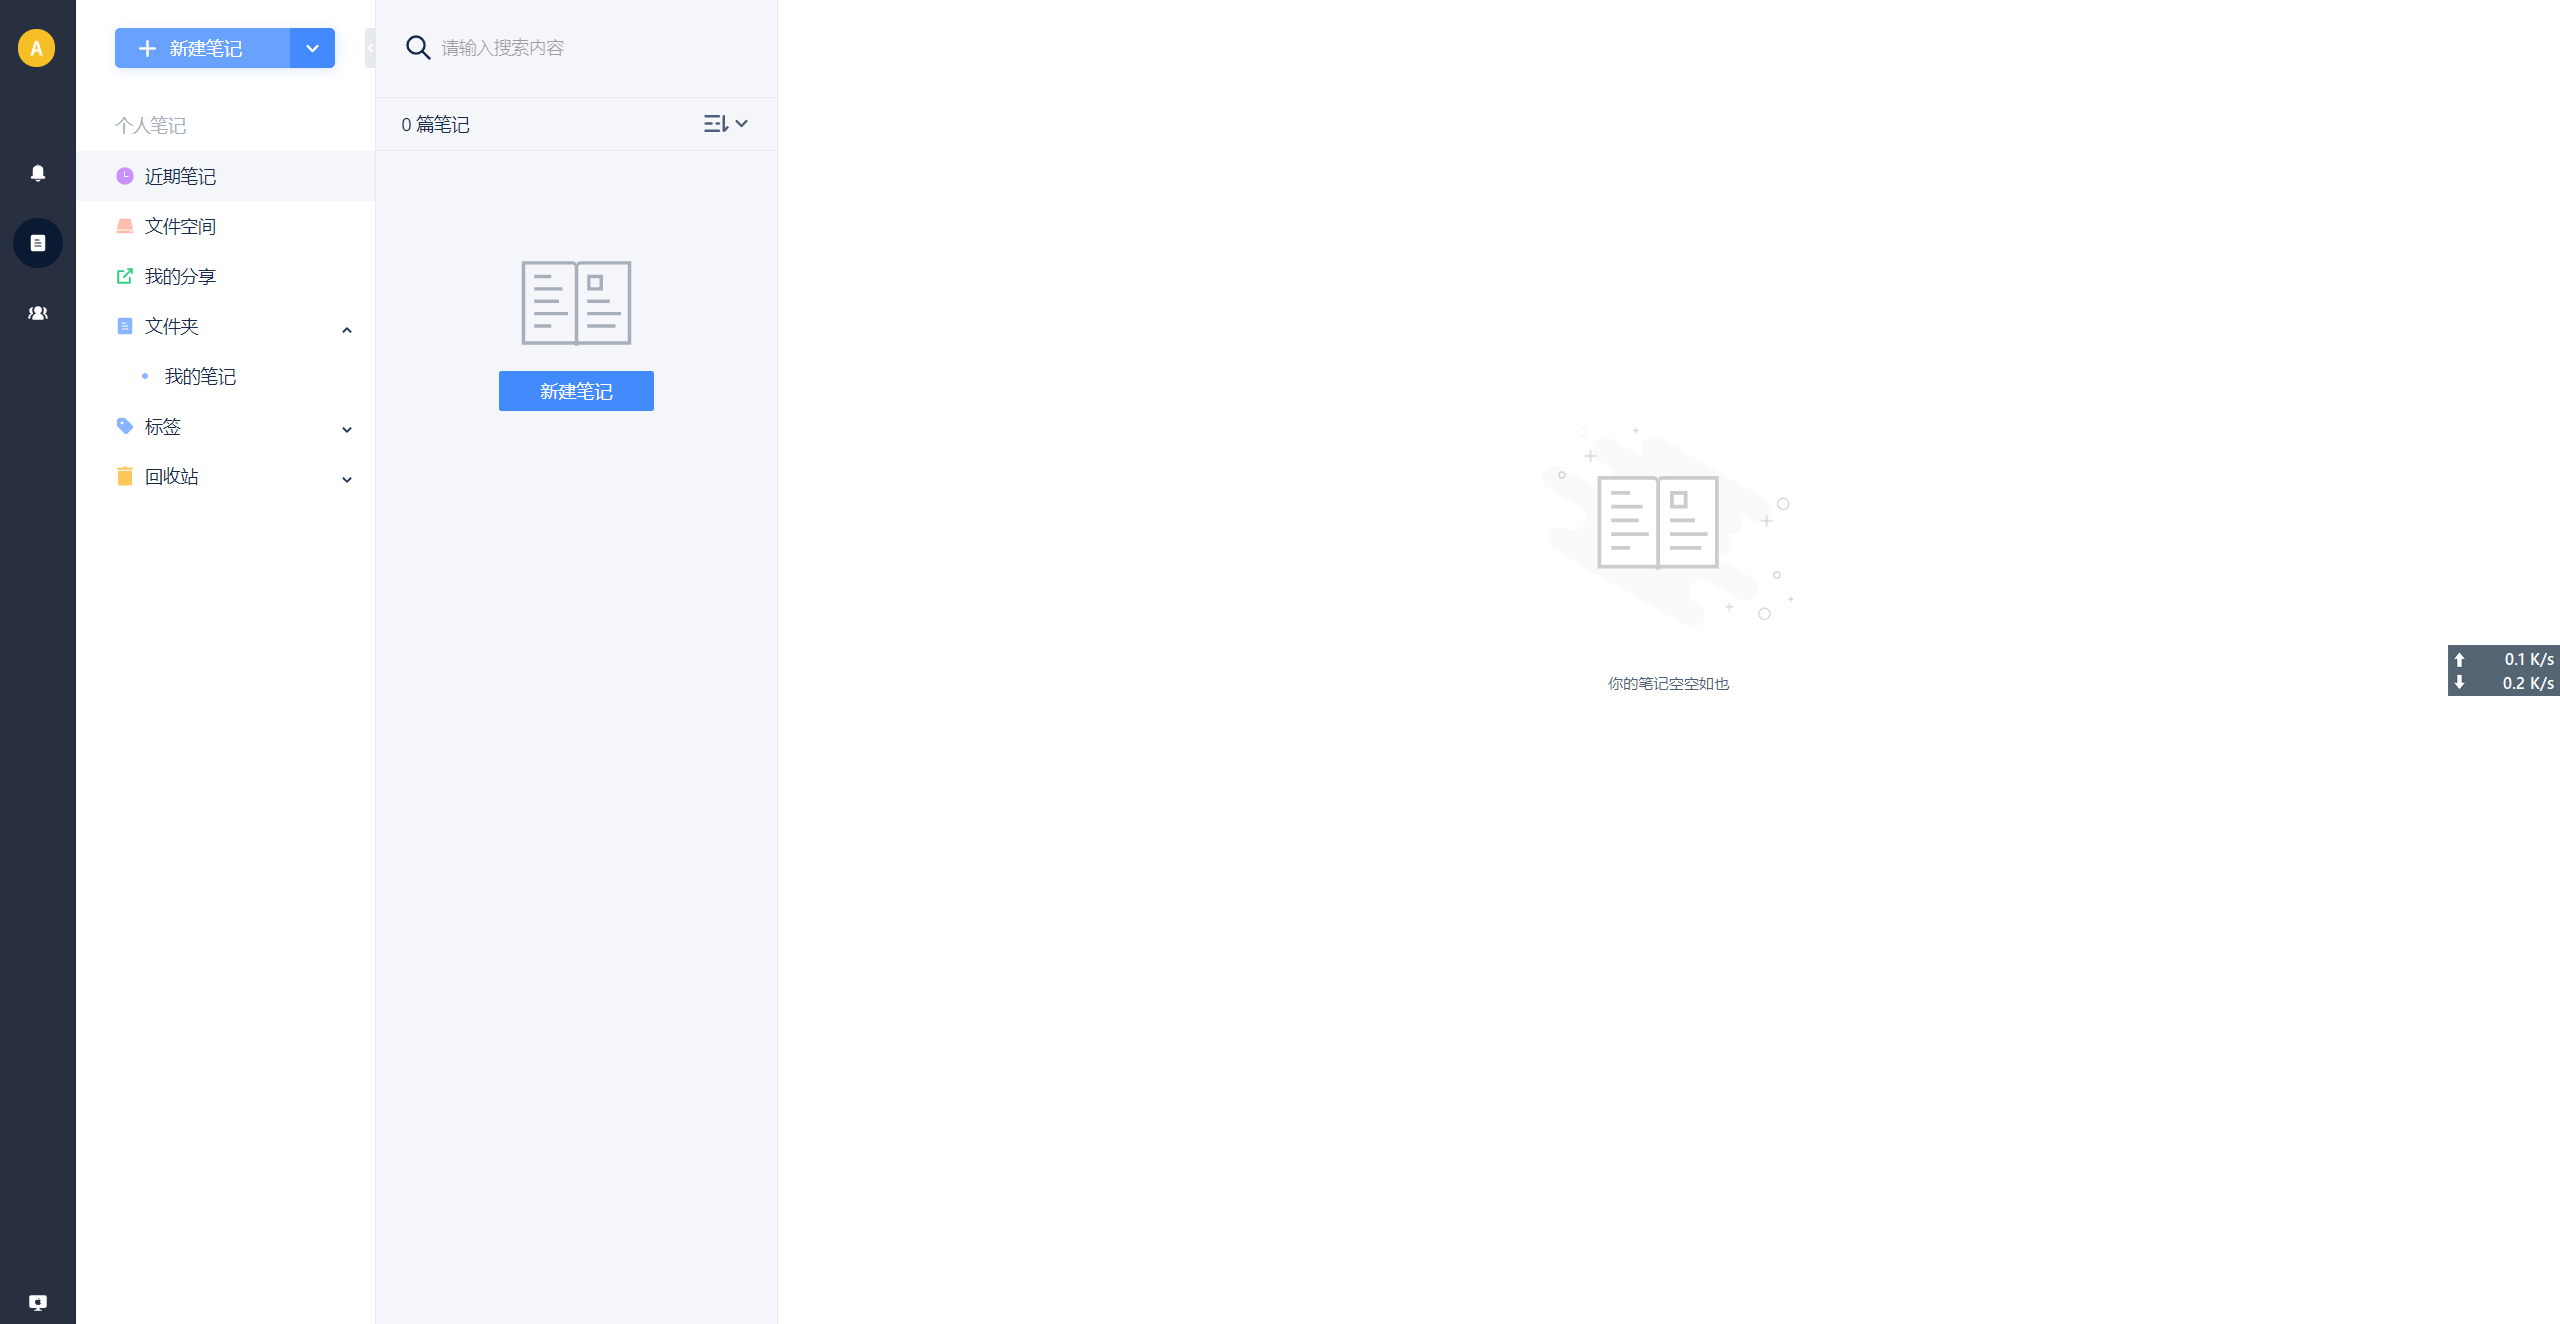 A
新建笔记
个人笔记
近期笔记
文件空间
我的分享
文件夹
我的笔记
标签
回收站
请输入搜索内容
0 篇笔记
新建笔记
你的笔记空空如也
0.1 K/s
0.2 K/s